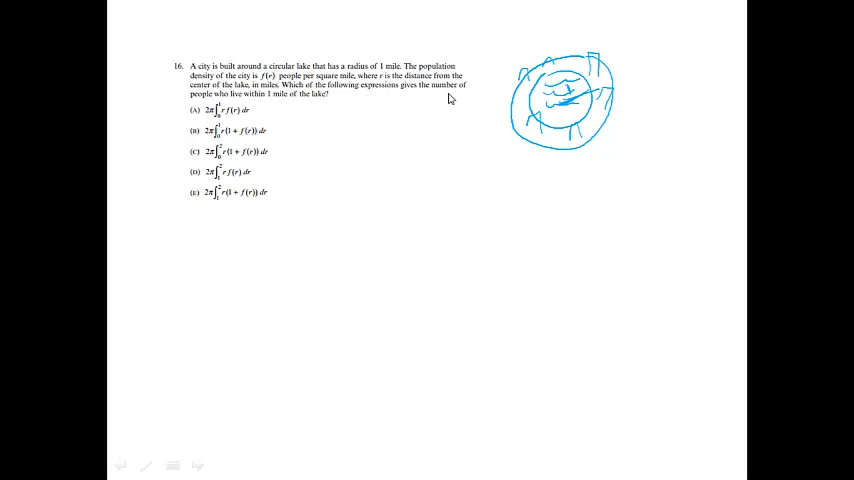 16. A city is built around a circular lake that has a radius of 1 mile. The population
density of the city is f(r) people per square mile, where r is the distance from the
center of the lake, in miles. Which of the following expressions gives the number of
people who live within 1 mile of the lake?
(A) 2π∫₀¹ r f(r) dr
(B) 2π∫₀¹ r(1 + f(r)) dr
(C) 2π∫₀² r(1 + f(r)) dr
(D) 2π∫₁² r f(r) dr
(E) 2π∫₁² r(1 + f(r)) dr
1